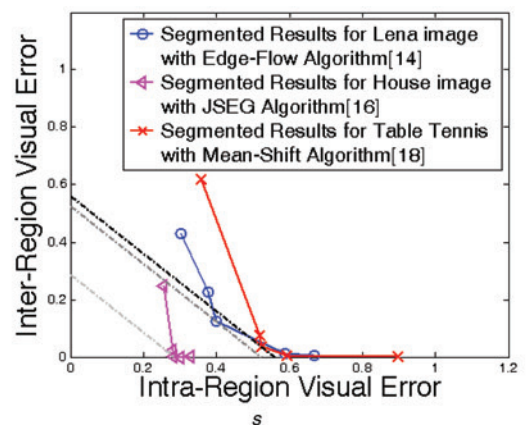 Segmented Results for Lena image
with Edge-Flow Algorithm[14]
Segmented Results for House image
with JSEG Algorithm[16]
Segmented Results for Table Tennis
with Mean-Shift Algorithm[18]
Inter-Region Visual Error
1
0.8
0.6
0.4
0.2
0
0 0.2 0.4 0.6 0.8 1 1.2
Intra-Region Visual Error
s